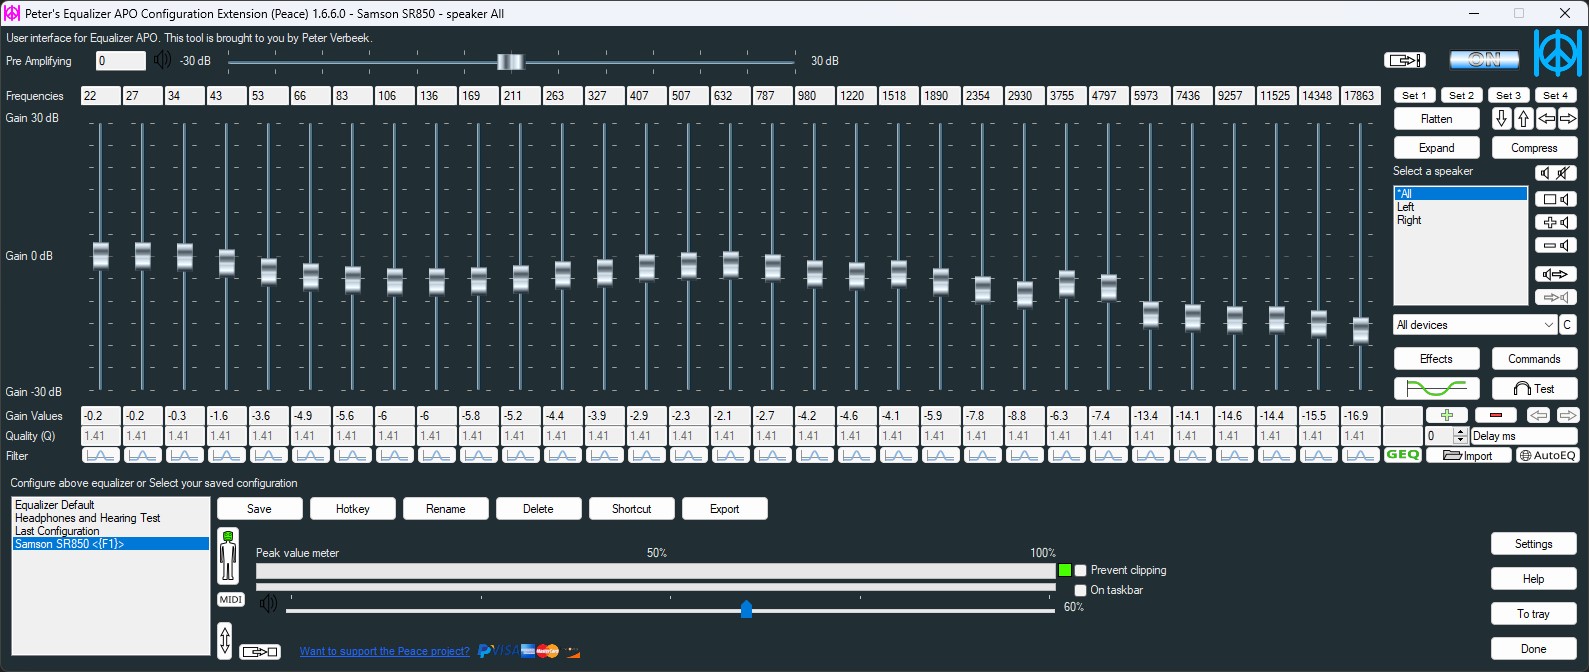 Peter's Equalizer APO Configuration Extension (Peace) 1.6.6.0 - Samson SR850 - speaker All
User interface for Equalizer APO. This tool is brought to you by Peter Verbeek.
Pre Amplifying 0 -30 dB 30 dB ON
Frequencies 22 27 34 43 53 66 83 106 136 169 211 263 327 407 507 632 787 980 1220 1518 1890 2354 2930 3755 4797 5973 7436 9257 11525 14348 17863 Set 1 Set 2 Set 3 Set 4
Gain 30 dB Flatten
Expand Compress
Select a speaker
*All
Left
Right
Gain 0 dB
All devices C
Effects Commands
Gain -30 dB Test
Gain Values -0.2 -0.2 -0.3 -1.6 -3.6 -4.9 -5.6 -6 -6 -5.8 -5.2 -4.4 -3.9 -2.9 -2.3 -2.1 -2.7 -4.2 -4.6 -4.1 -5.9 -7.8 -8.8 -6.3 -7.4 -13.4 -14.1 -14.6 -14.4 -15.5 -16.9
Quality (Q) 1.41 1.41 1.41 1.41 1.41 1.41 1.41 1.41 1.41 1.41 1.41 1.41 1.41 1.41 1.41 1.41 1.41 1.41 1.41 1.41 1.41 1.41 1.41 1.41 1.41 1.41 1.41 1.41 1.41 1.41 1.41 0 Delay ms
Filter GEQ Import AutoEQ
Configure above equalizer or Select your saved configuration
Equalizer Default
Headphones and Hearing Test
Last Configuration
Samson SR850 <{F1}>
Save Hotkey Rename Delete Shortcut Export
Peak value meter 50% 100%
Prevent clipping
On taskbar
MIDI
60%
Want to support the Peace project? VISA
Settings
Help
To tray
Done